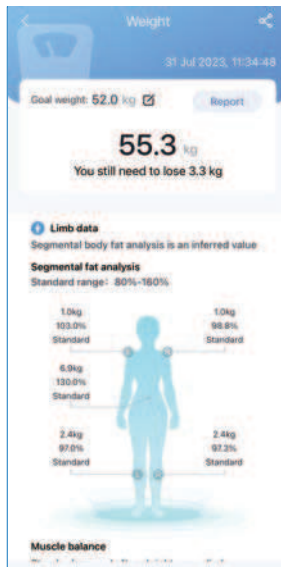 Weight
31 Jul 2023, 11:34:48
Goal weight: 52.0 kg Report
55.3 kg
You still need to lose 3.3 kg
Limb data
Segmental body fat analysis is an inferred value
Segmental fat analysis
Standard range: 80%-160%
1.0kg 1.0kg
103.0% 98.8%
Standard Standard
6.9kg
130.0%
Standard
2.4kg 2.4kg
97.0% 97.2%
Standard Standard
Muscle balance